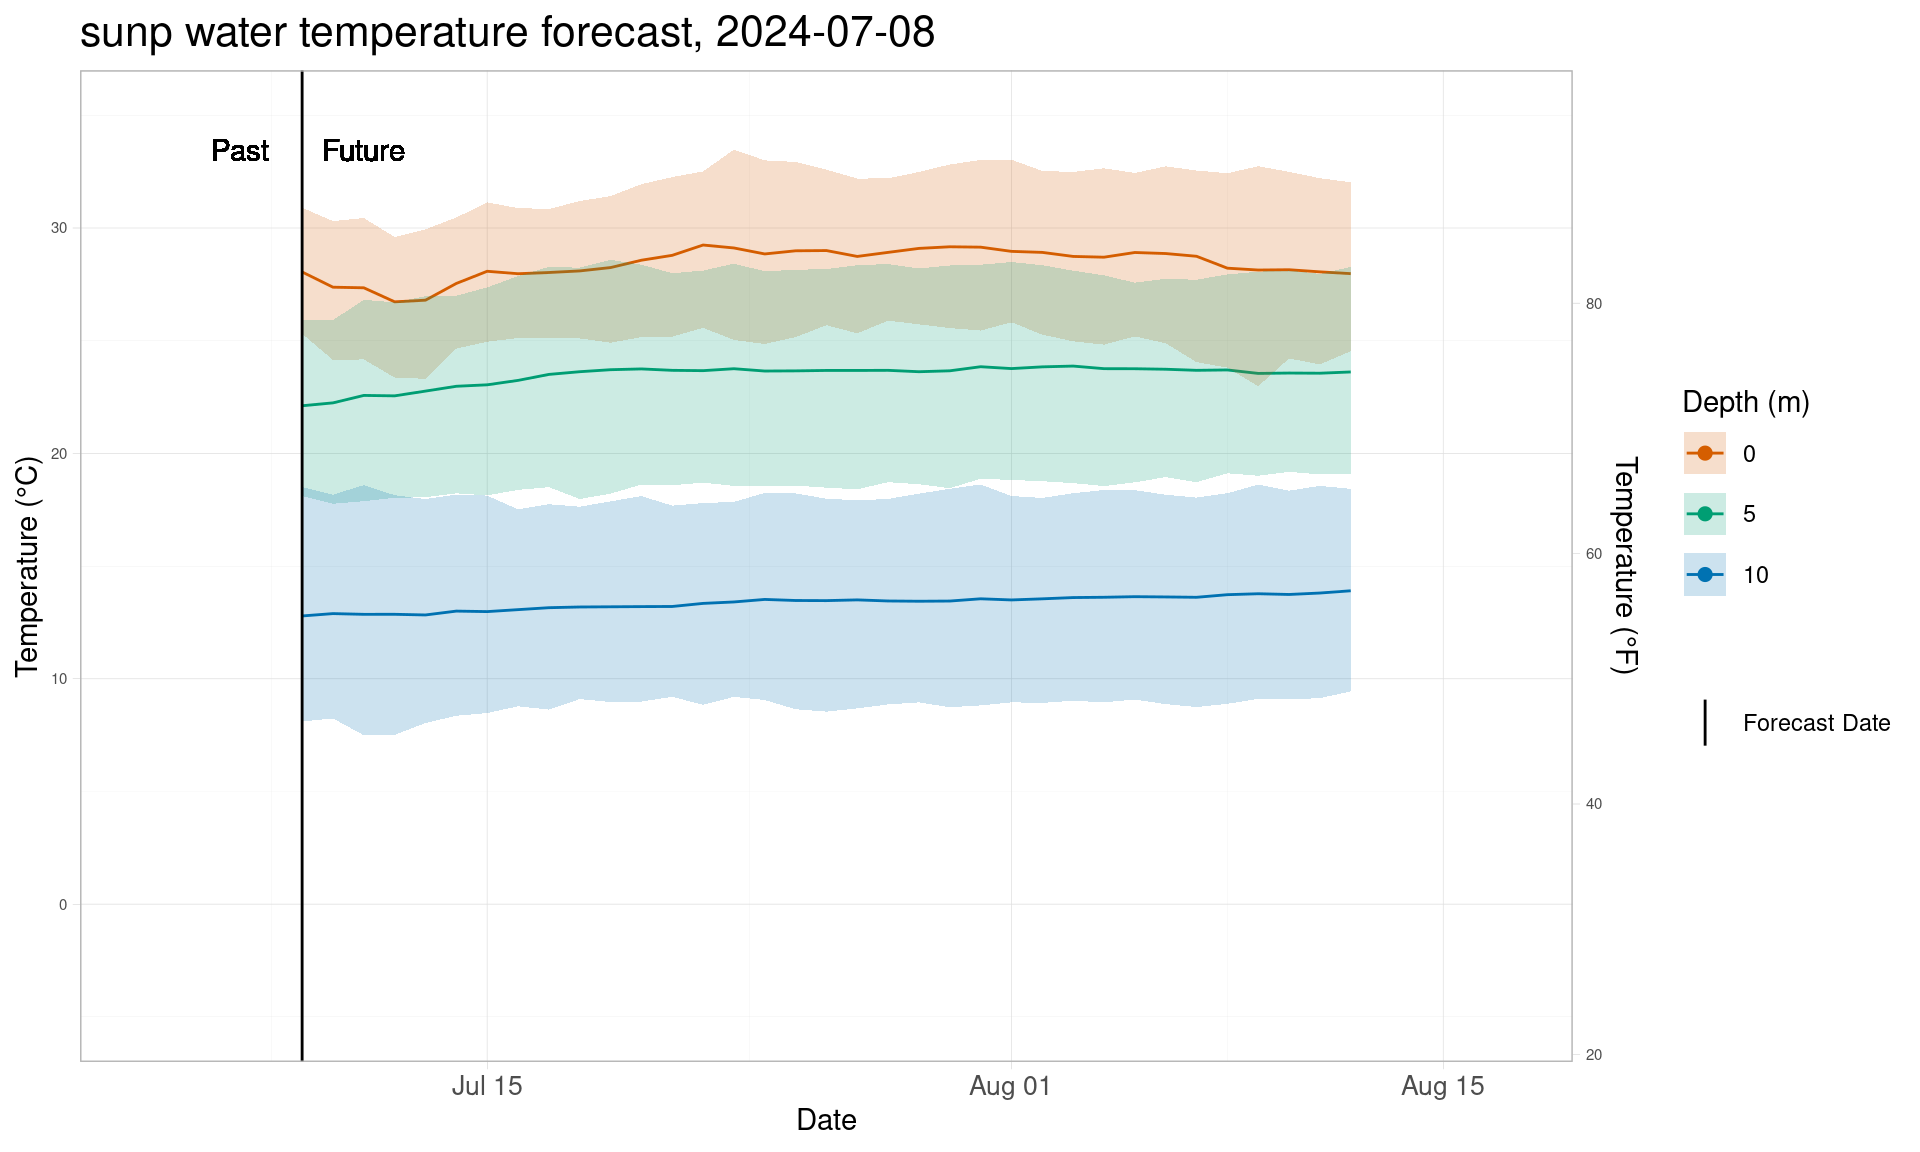 sunp water temperature forecast, 2024-07-08
Past
Future
30
20
10
0
Temperature (°C)
80
60
40
20
Temperature (°F)
Jul 15
Aug 01
Aug 15
Date
Depth (m)
0
5
10
Forecast Date